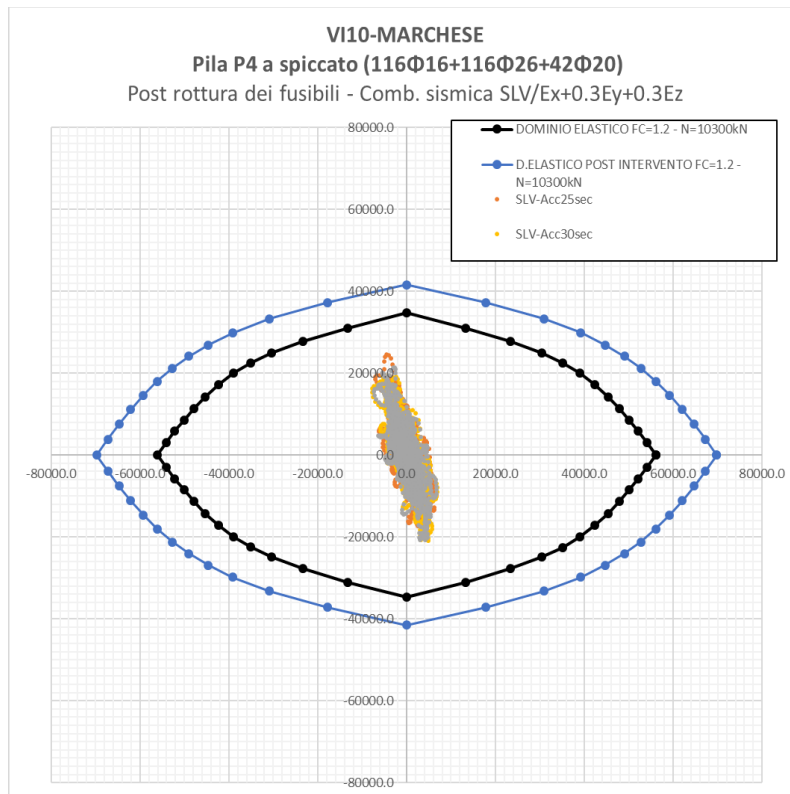 VI10-MARCHESE
Pila P4 a spiccato (116Φ16+116Φ26+42Φ20)
Post rottura dei fusibili - Comb. sismica SLV/Ex+0.3Ey+0.3Ez
80000.0
DOMINIO ELASTICO FC=1.2 - N=10300kN
D.ELASTICO POST INTERVENTO FC=1.2 -
N=10300kN
SLV-Acc25sec
SLV-Acc30sec
60000.0
40000.0
20000.0
0.0
-80000.0
-60000.0
-40000.0
-20000.0
0.0
20000.0
40000.0
60000.0
80000.0
-20000.0
-40000.0
-60000.0
-80000.0